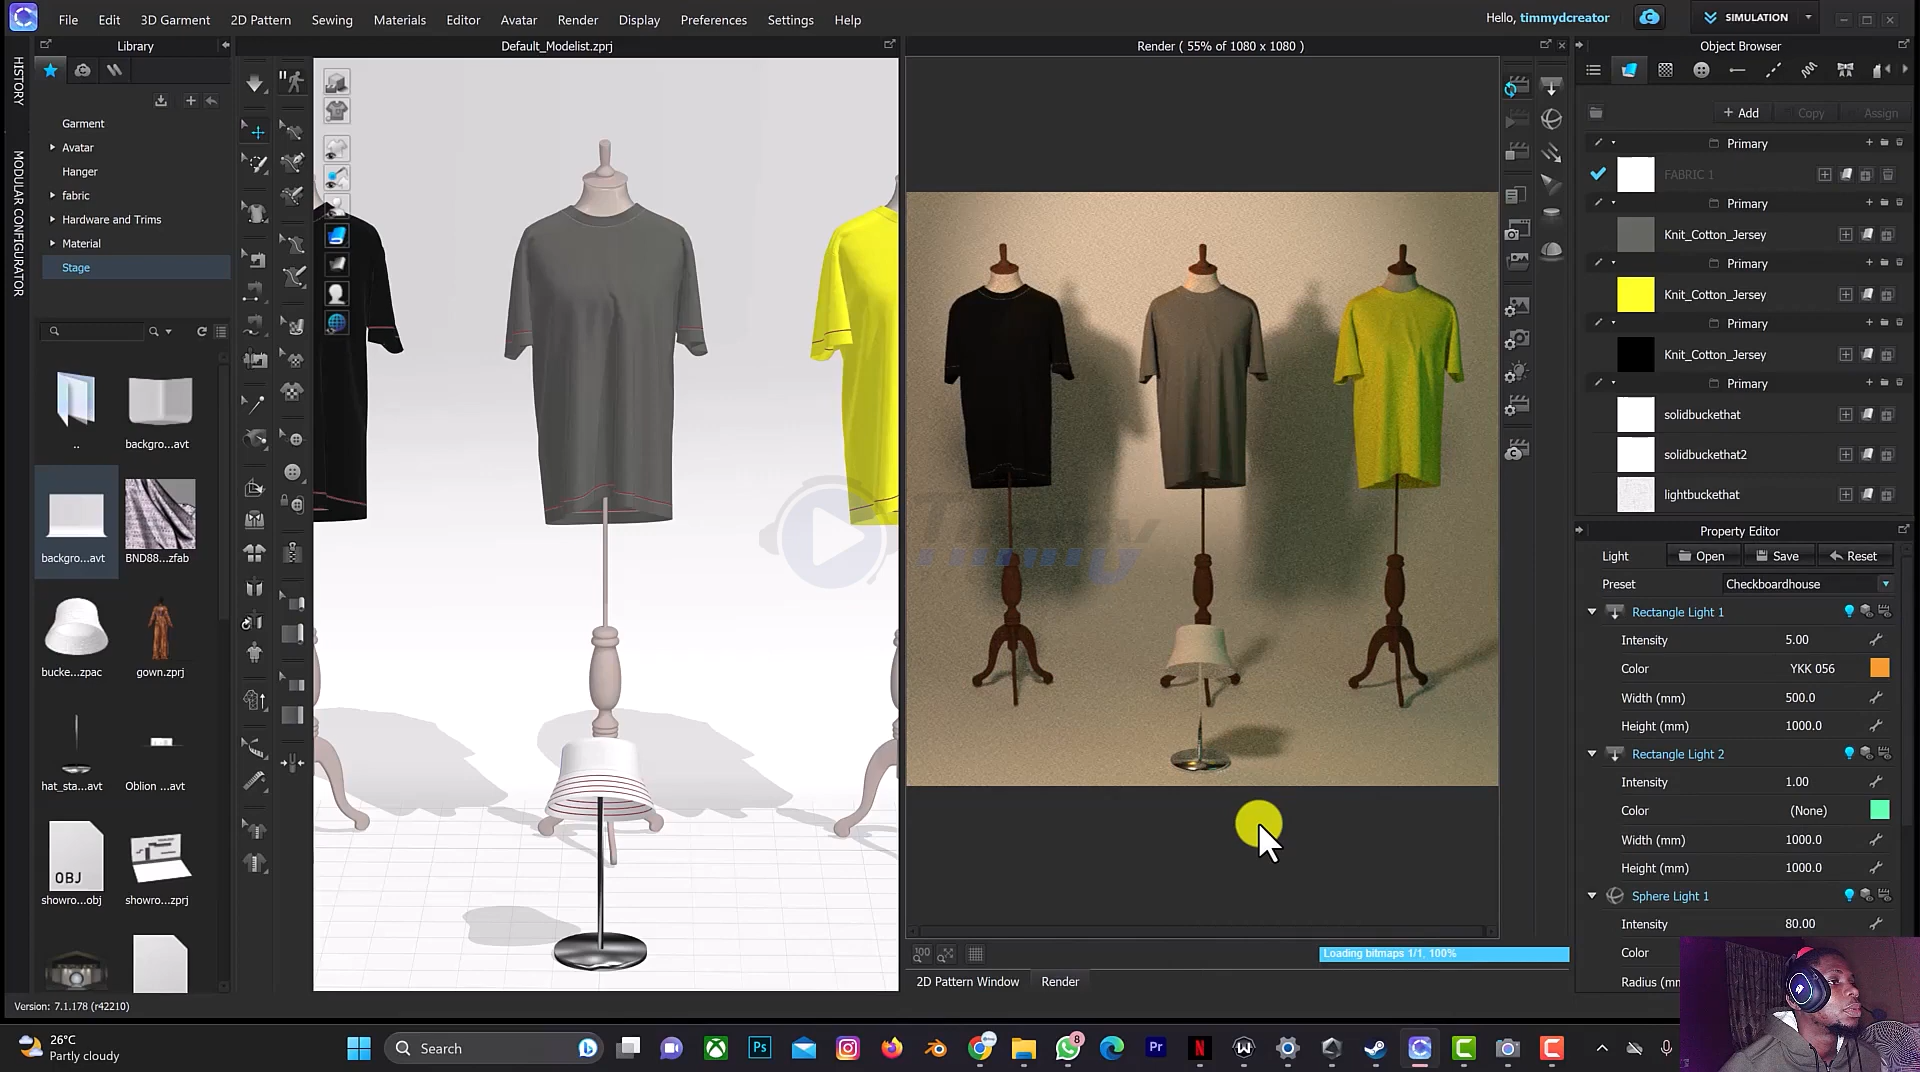 File Edit 3D Garment 2D Pattern Sewing Materials Editor Avatar Render Display Preferences Settings Help
Hello, timmydcreator
SIMULATION
Library
Default_Modelist.zprj
Render ( 55% of 1080 x 1080 )
Object Browser
HISTORY
MODULAR CONFIGURATOR
Garment
Avatar
Hanger
fabric
Hardware and Trims
Material
Stage
..
backgro...avt
backgro...avt
BND88...zfab
bucke...zpac
gown.zprj
hat_sta...avt
Oblion ...avt
OBJ
showro...obj
showro...zprj
Version: 7.1.178 (r42210)
+ Add Copy Assign
Primary
FABRIC 1
Primary
Knit_Cotton_Jersey
Primary
Knit_Cotton_Jersey
Primary
Knit_Cotton_Jersey
Primary
solidbuckethat
solidbuckethat2
lightbuckethat
Property Editor
Light Open Save Reset
Preset Checkboardhouse
Rectangle Light 1
Intensity 5.00
Color YKK 056
Width (mm) 500.0
Height (mm) 1000.0
Rectangle Light 2
Intensity 1.00
Color (None)
Width (mm) 1000.0
Height (mm) 1000.0
Sphere Light 1
Intensity 80.00
Color
Radius (mm
100
Loading bitmaps 1/1, 100%
2D Pattern Window Render
26°C
Partly cloudy
Search
Ps
8
Pr
N